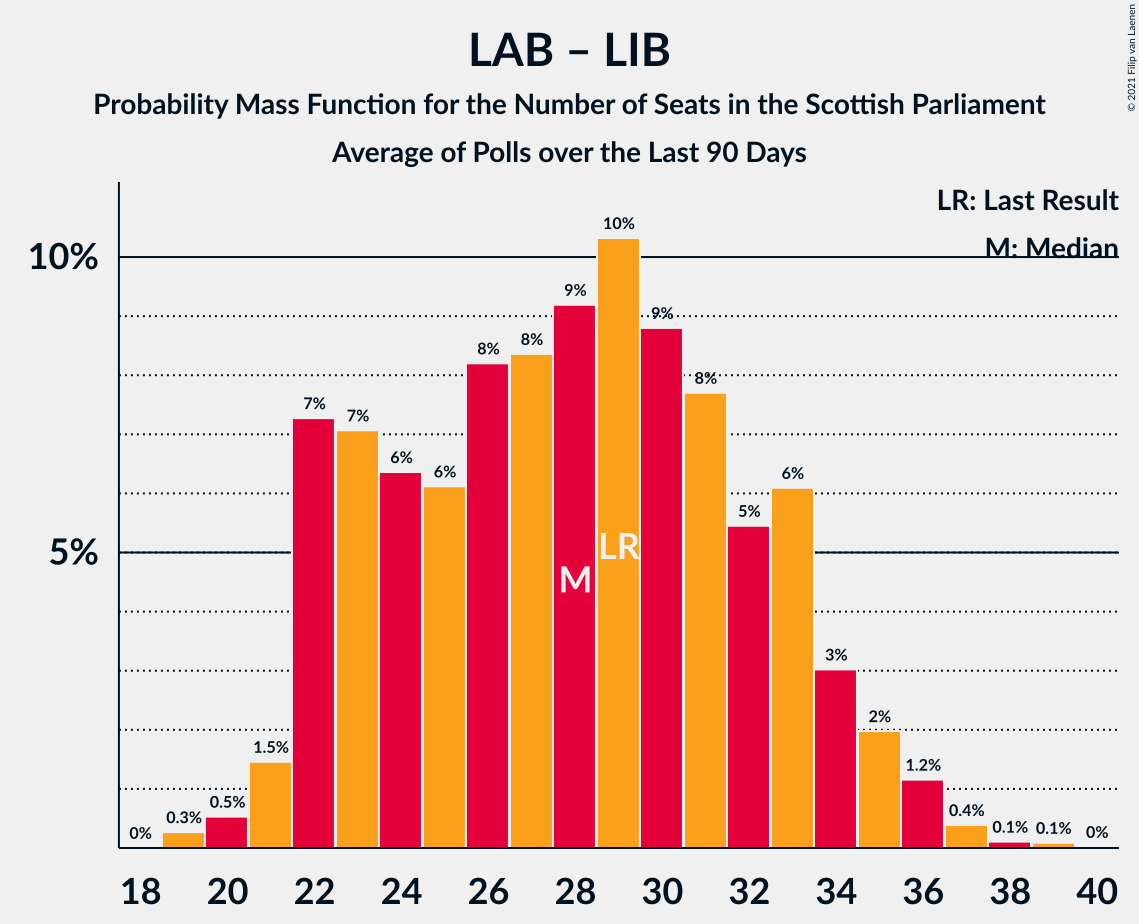 LAB – LIB
Probability Mass Function for the Number of Seats in the Scottish Parliament
Average of Polls over the Last 90 Days
© 2021 Filip van Laenen
LR: Last Result
M: Median
10%
5%
0%
0.3%
0.5%
1.5%
7%
7%
6%
6%
8%
8%
9%
10%
9%
8%
5%
6%
3%
2%
1.2%
0.4%
0.1%
0.1%
0%
M
LR
18 20 22 24 26 28 30 32 34 36 38 40